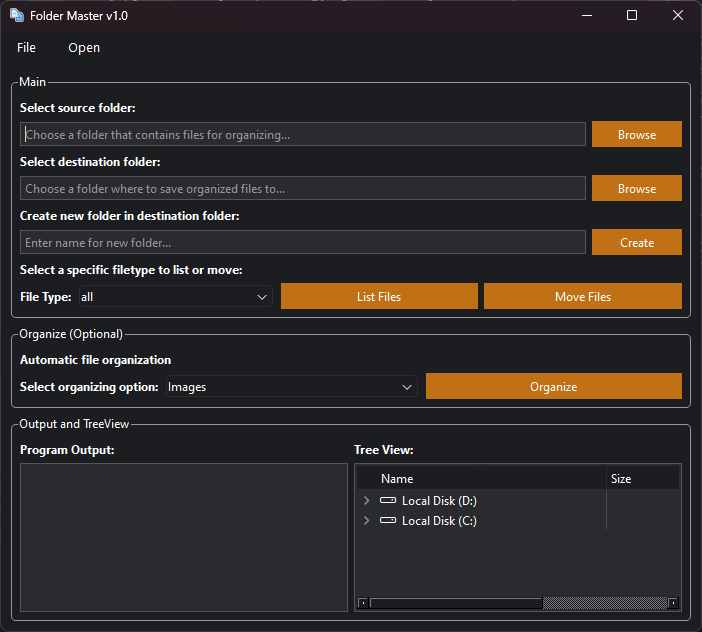 Folder Master v1.0
File Open
Main
Select source folder:
Choose a folder that contains files for organizing... Browse
Select destination folder:
Choose a folder where to save organized files to... Browse
Create new folder in destination folder:
Enter name for new folder... Create
Select a specific filetype to list or move:
File Type: all List Files Move Files
Organize (Optional)
Automatic file organization
Select organizing option: Images Organize
Output and TreeView
Program Output: Tree View:
Name Size
Local Disk (D:)
Local Disk (C:)